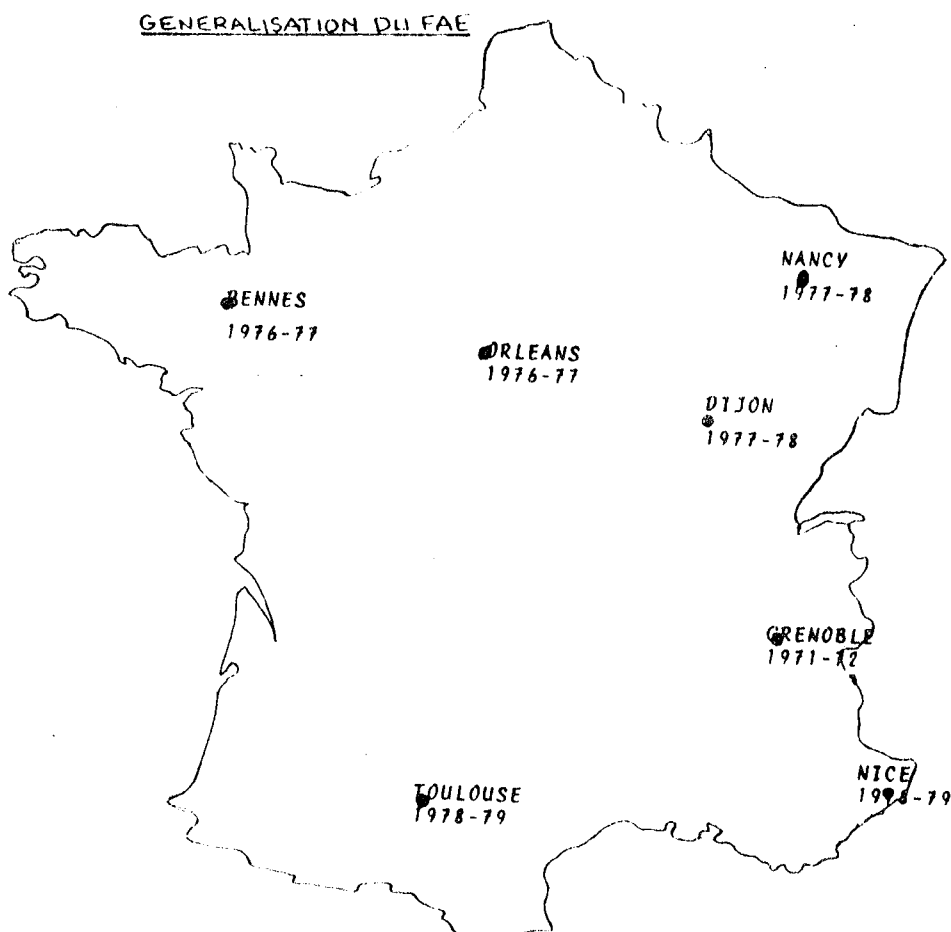 GENERALISATION DU FAE
NANCY
1977-78
RENNES
1976-77
ORLEANS
1976-77
DIJON
1977-78
GRENOBLE
1971-72
NICE
1978-79
TOULOUSE
1978-79